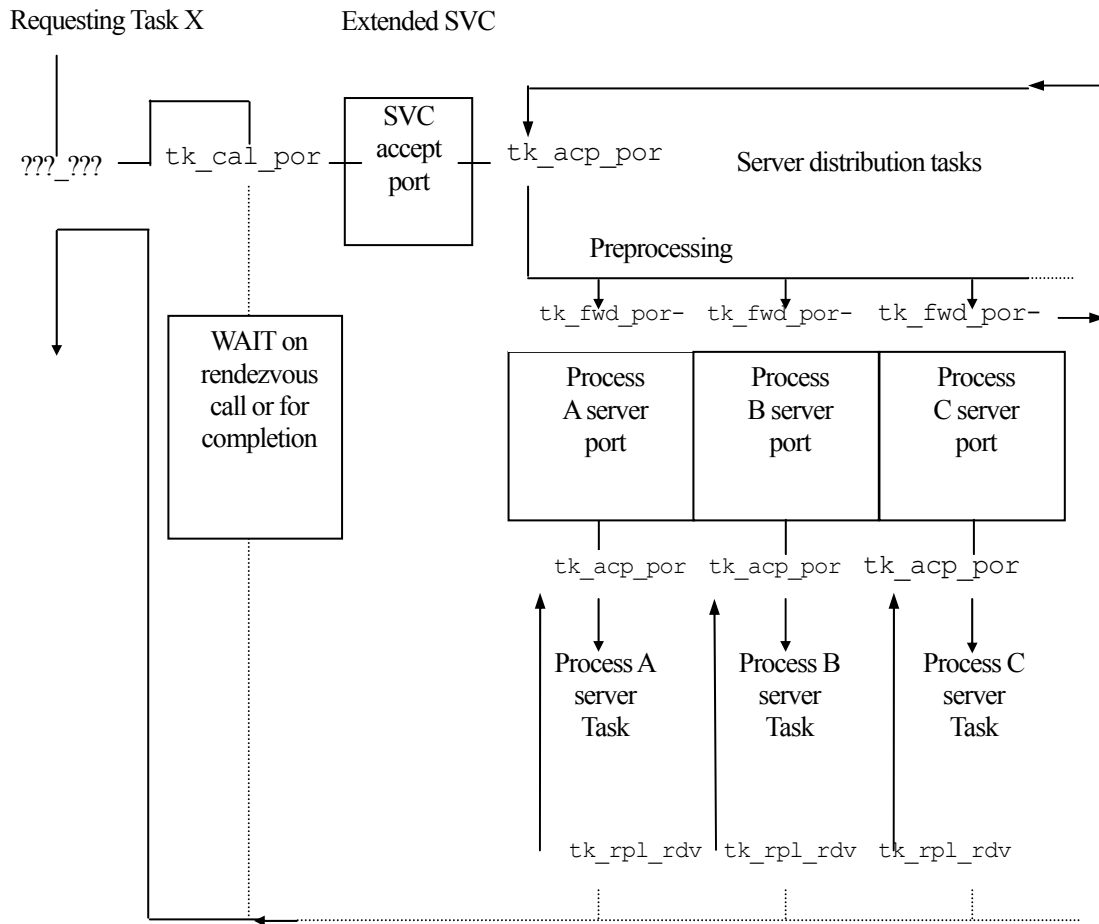 Requesting Task X
Extended SVC
SVC
accept
port
???_???
tk_cal_por
tk_acp_por
Server distribution tasks
Preprocessing
tk_fwd_por-
tk_fwd_por-
tk_fwd_por-
WAIT on
rendezvous
call or for
completion
Process
A server
port
Process
B server
port
Process
C server
port
tk_acp_por
tk_acp_por
tk_acp_por
Process A
server
Task
Process B
server
Task
Process C
server
Task
tk_rpl_rdv
tk_rpl_rdv
tk_rpl_rdv